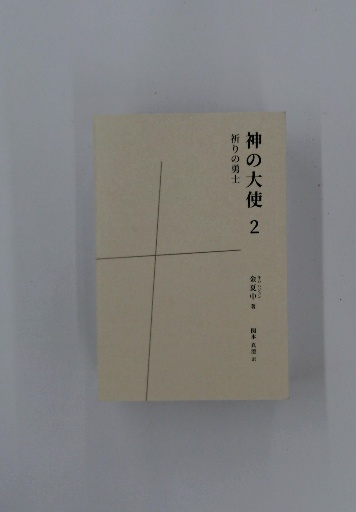 神の大使 2
祈りの勇士
金夏中 著